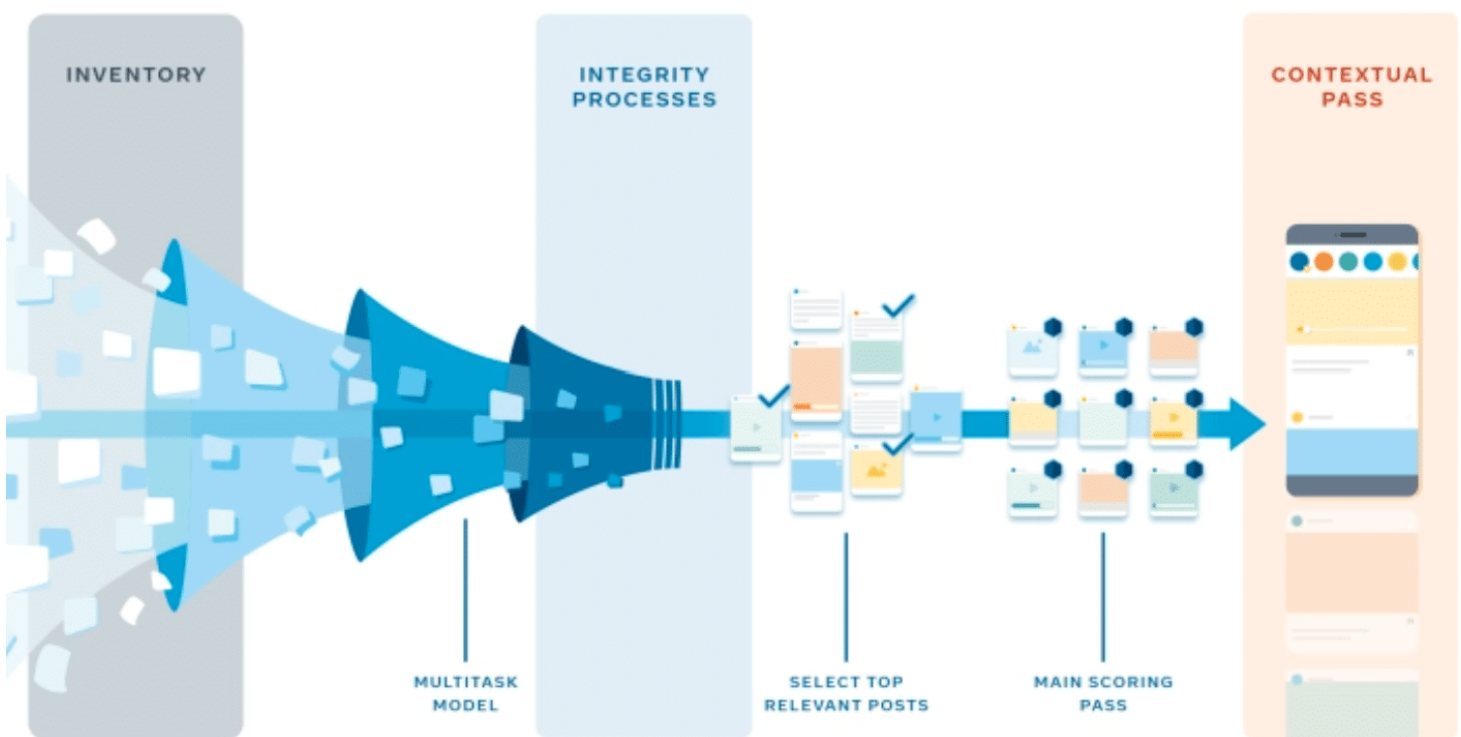 INVENTORY
INTEGRITY
PROCESSES
CONTEXTUAL
PASS
MULTITASK
MODEL
SELECT TOP
RELEVANT POSTS
MAIN SCORING
PASS